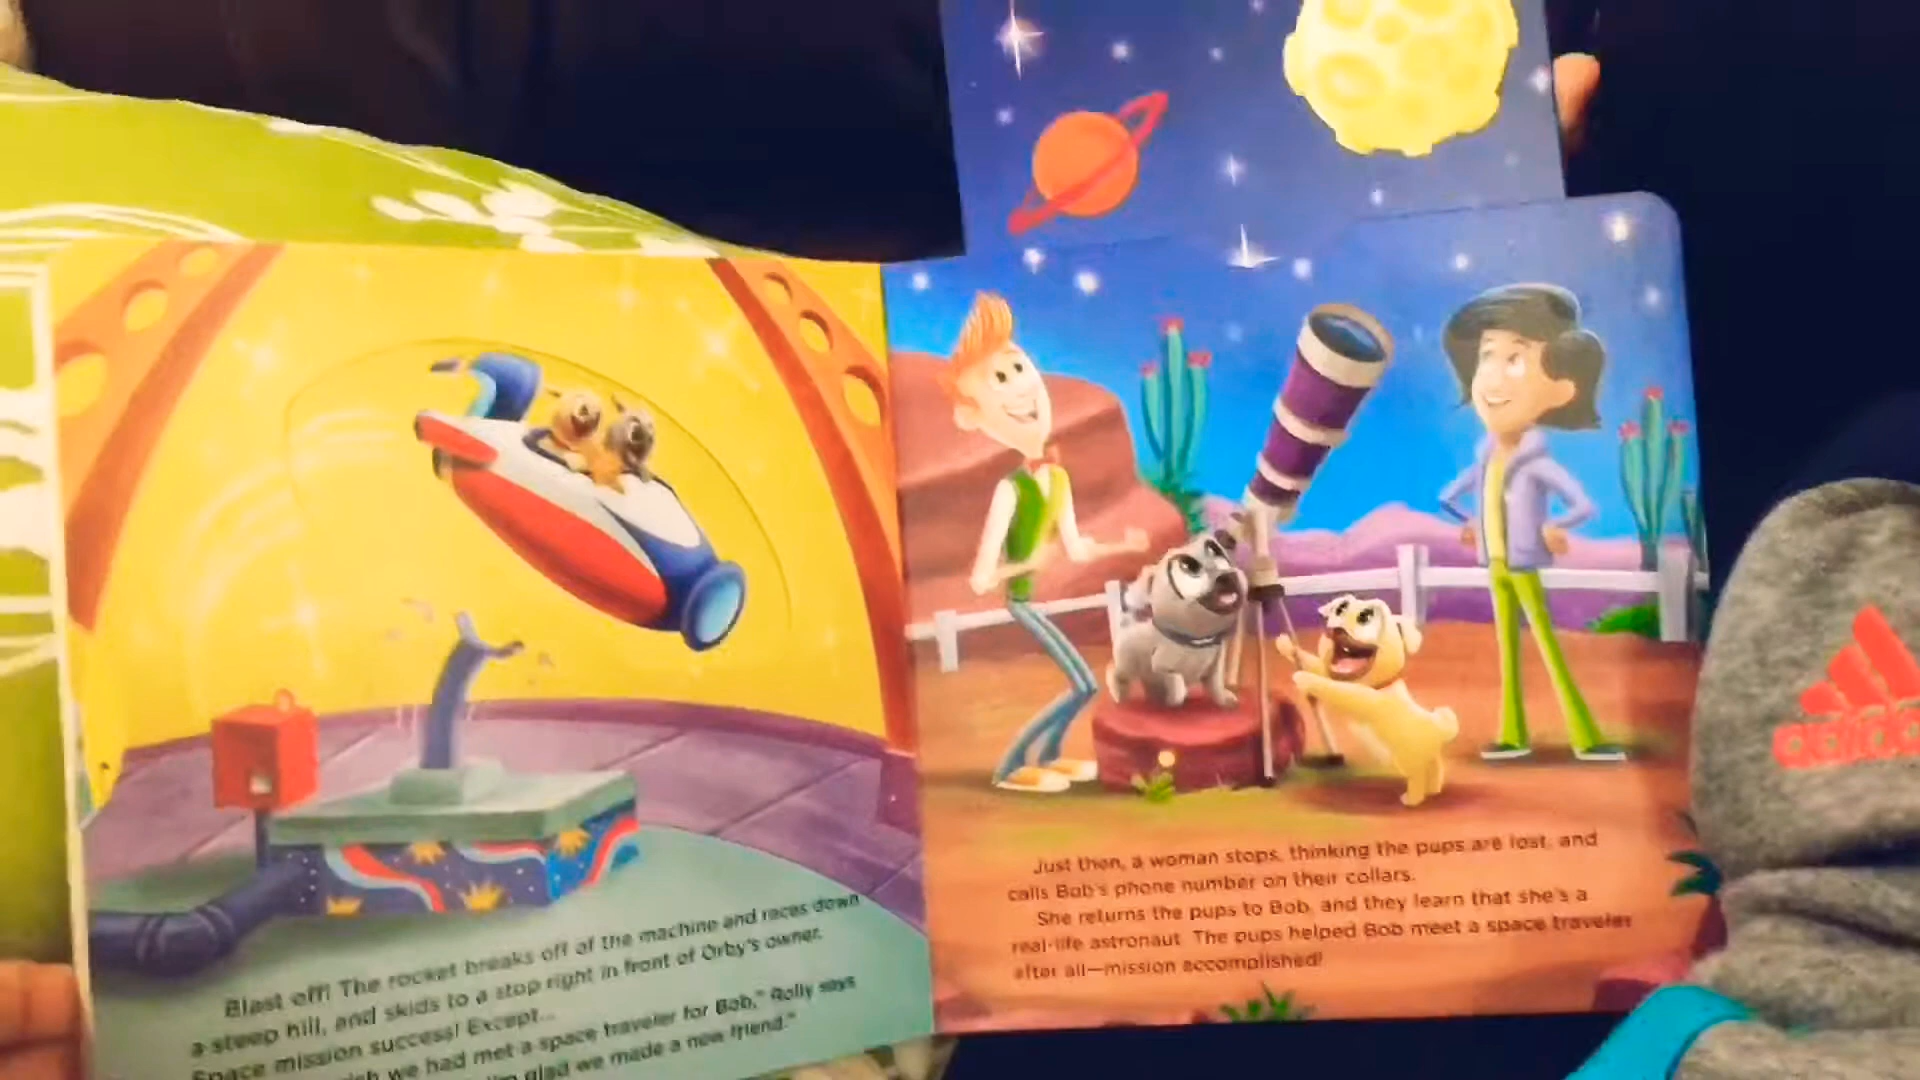 Blast off! The rocket breaks off of the machine and races down
a steep hill, and skids to a stop right in front of Orby's owner.
Space mission success! Except...
we had met a space traveler for Bob," Rolly says
glad we made a new friend."
Just then, a woman stops, thinking the pups are lost, and
calls Bob's phone number on their collars.
She returns the pups to Bob, and they learn that she's a
real-life astronaut. The pups helped Bob meet a space traveler
after all—mission accomplished!
adidas